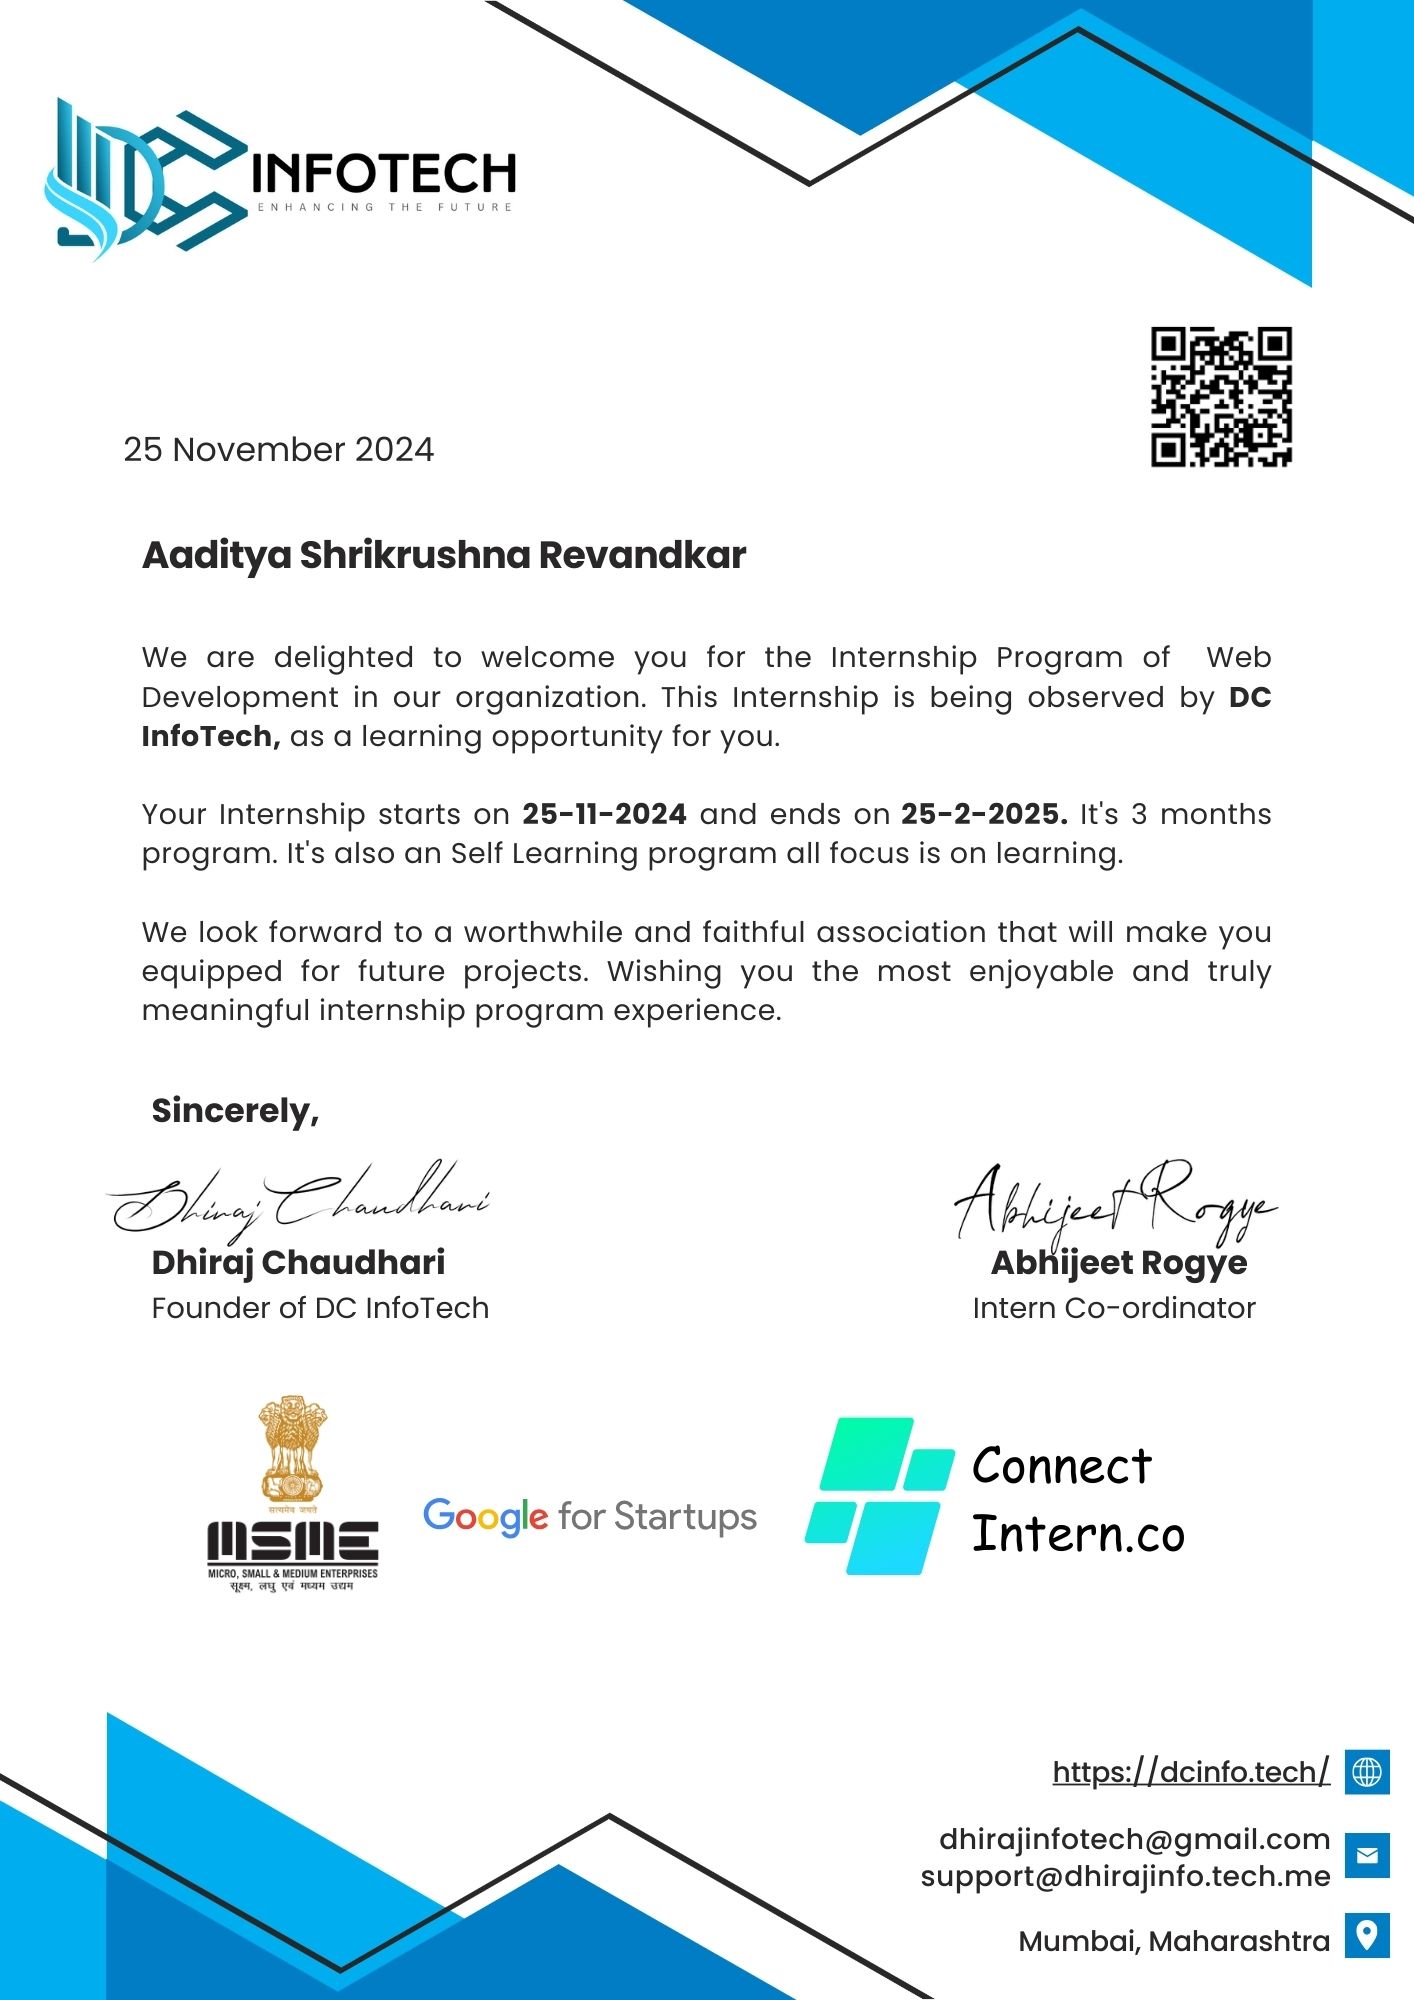 INFOTECH
ENHANCING THE FUTURE
25 November 2024
Aaditya Shrikrushna Revandkar
We are delighted to welcome you for the Internship Program of Web
Development in our organization. This Internship is being observed by DC
InfoTech, as a learning opportunity for you.
Your Internship starts on 25-11-2024 and ends on 25-2-2025. It's 3 months
program. It's also an Self Learning program all focus is on learning.
We look forward to a worthwhile and faithful association that will make you
equipped for future projects. Wishing you the most enjoyable and truly
meaningful internship program experience.
Sincerely,
Dhiraj Chaudhari
Abhijeet Rogye
Dhiraj Chaudhari
Abhijeet Rogye
Founder of DC InfoTech
Intern Co-ordinator
सत्यमेव जयते
MSME
MICRO, SMALL & MEDIUM ENTERPRISES
सूक्ष्म, लघु एवं मध्यम उद्यम
Google for Startups
Connect
Intern.co
https://dcinfo.tech/
dhirajinfotech@gmail.com
support@dhirajinfo.tech.me
Mumbai, Maharashtra